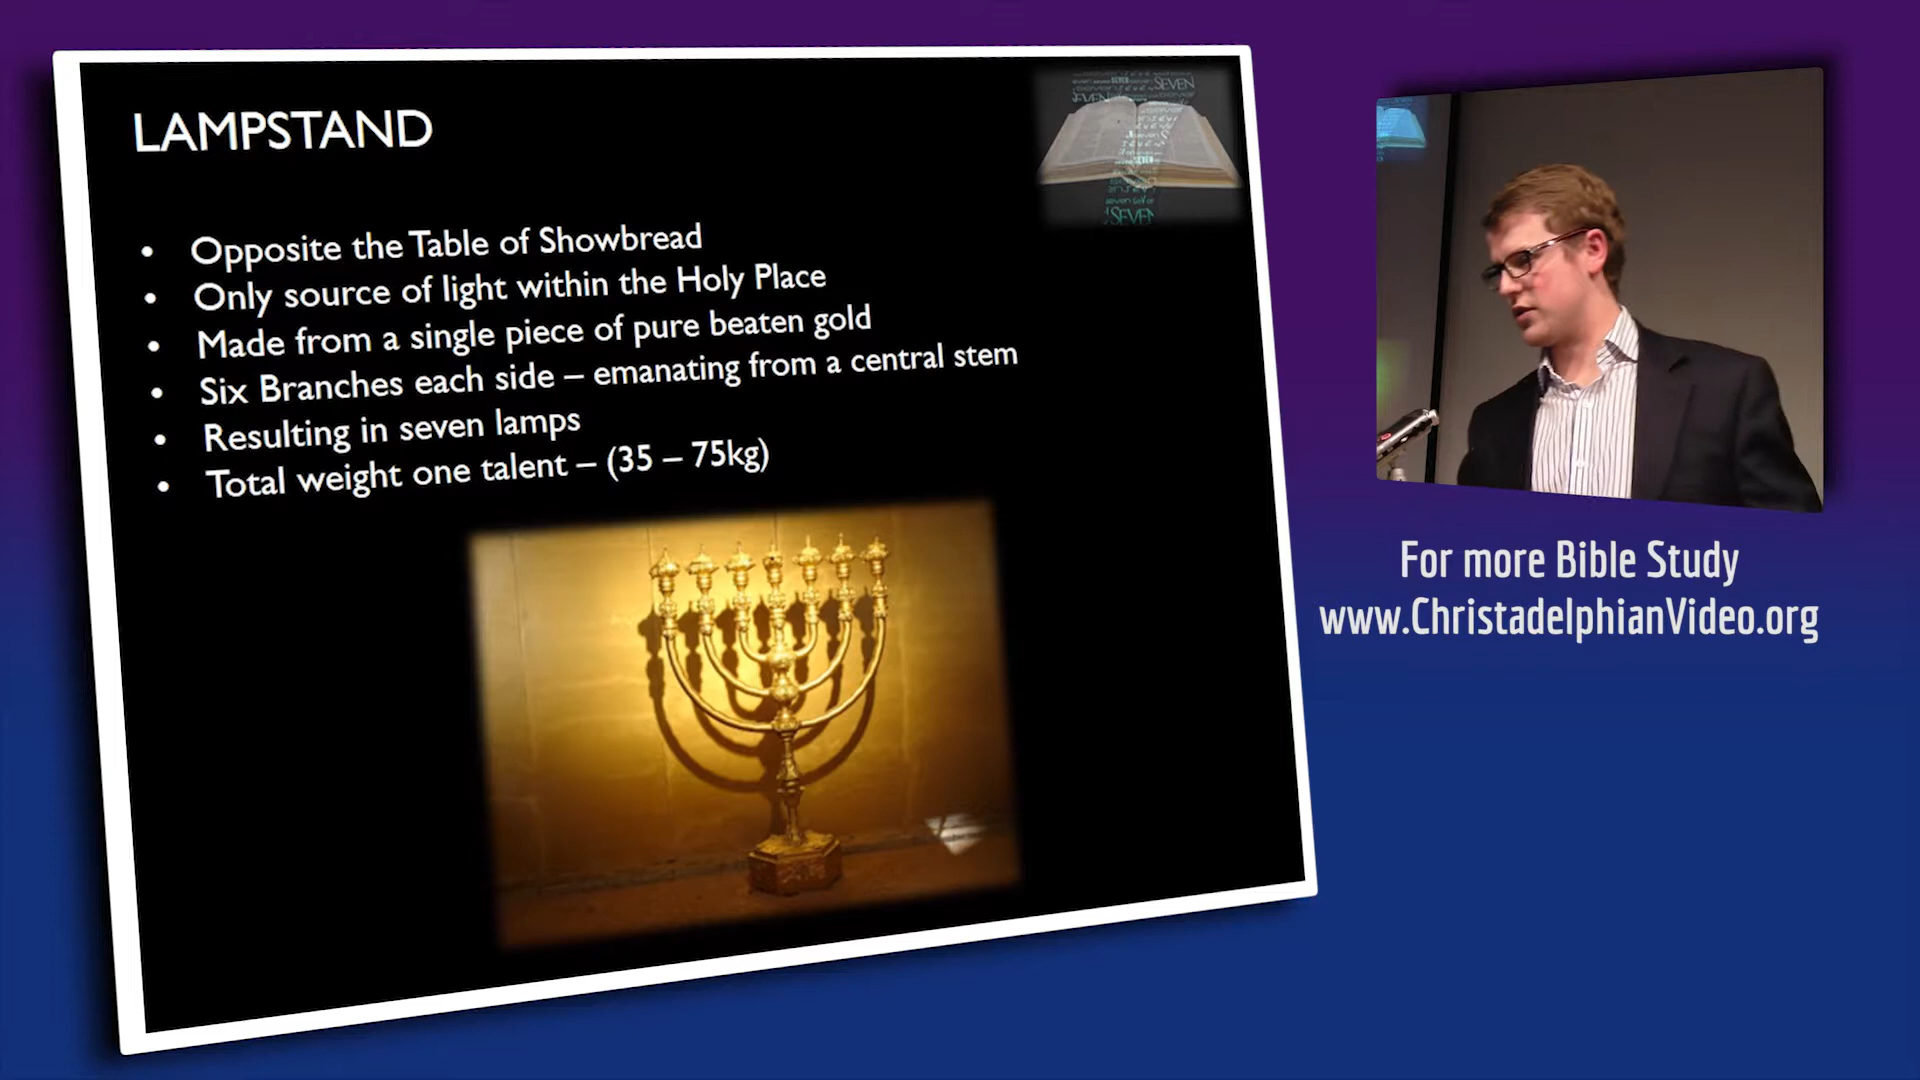 LAMPSTAND
SEVEN
SEVEN
SEVEN
SEVEN
• Opposite the Table of Showbread
• Only source of light within the Holy Place
• Made from a single piece of pure beaten gold
• Six Branches each side – emanating from a central stem
• Resulting in seven lamps
• Total weight one talent – (35 – 75kg)
For more Bible Study
www.ChristadelphianVideo.org